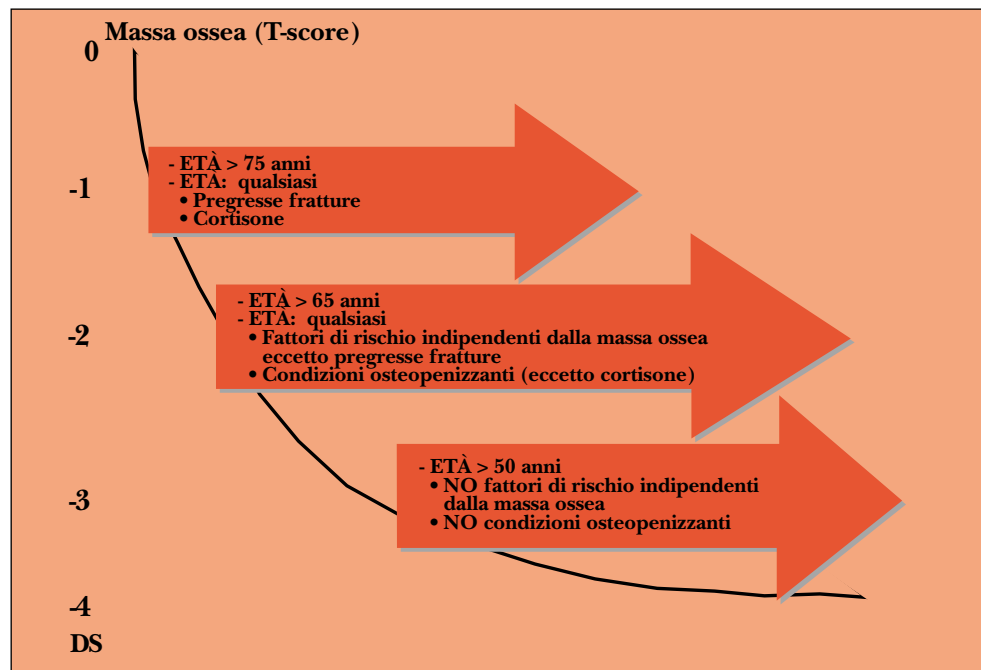 Massa ossea (T-score)
0
- ETÀ > 75 anni
- ETÀ: qualsiasi
• Pregresse fratture
• Cortisone
-1
- ETÀ > 65 anni
- ETÀ: qualsiasi
• Fattori di rischio indipendenti dalla massa ossea
eccetto pregresse fratture
• Condizioni osteopenizzanti (eccetto cortisone)
-2
- ETÀ > 50 anni
• NO fattori di rischio indipendenti
dalla massa ossea
• NO condizioni osteopenizzanti
-3
-4
DS